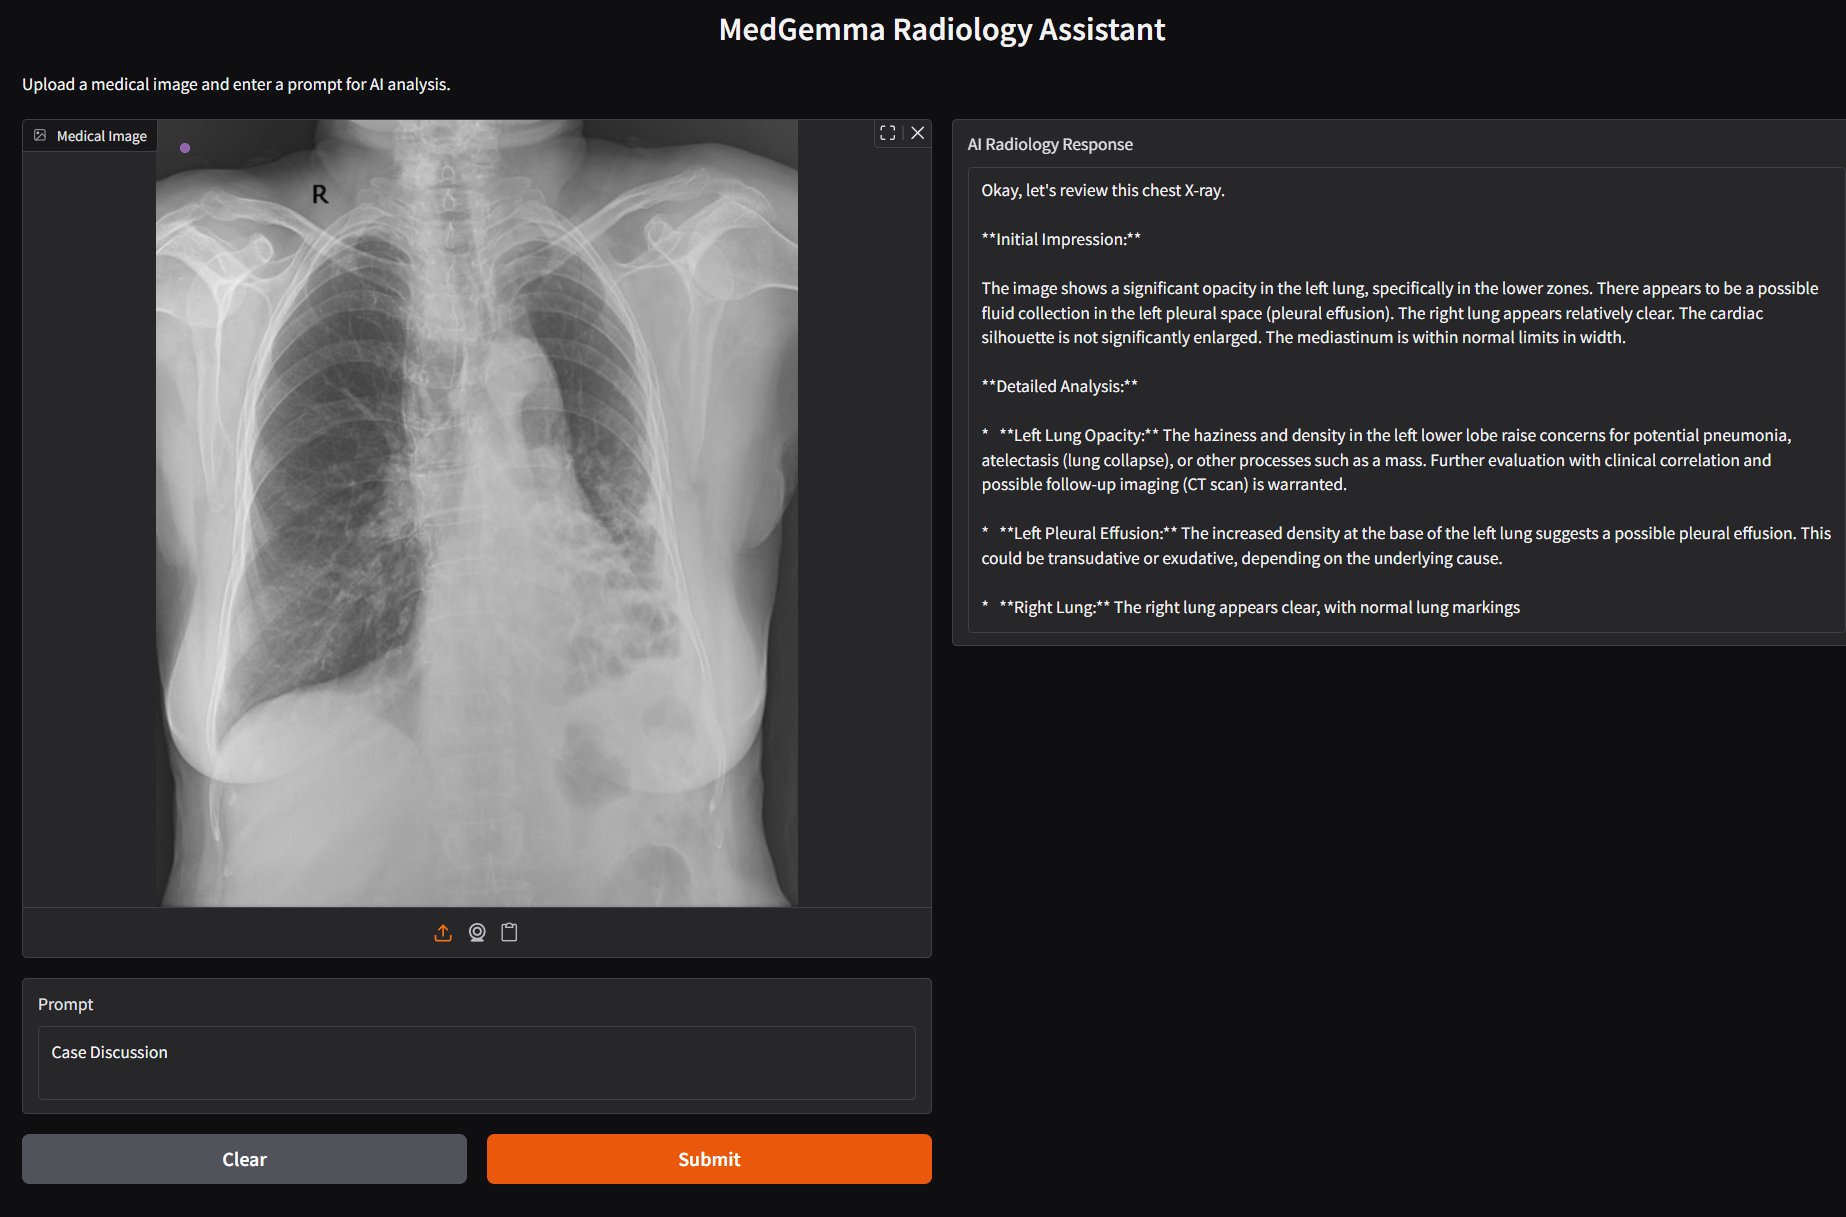 MedGemma Radiology Assistant
Upload a medical image and enter a prompt for AI analysis.
Medical Image
R
AI Radiology Response
Okay, let's review this chest X-ray.
**Initial Impression:**
The image shows a significant opacity in the left lung, specifically in the lower zones. There appears to be a possible
fluid collection in the left pleural space (pleural effusion). The right lung appears relatively clear. The cardiac
silhouette is not significantly enlarged. The mediastinum is within normal limits in width.
**Detailed Analysis:**
* **Left Lung Opacity:** The haziness and density in the left lower lobe raise concerns for potential pneumonia,
atelectasis (lung collapse), or other processes such as a mass. Further evaluation with clinical correlation and
possible follow-up imaging (CT scan) is warranted.
* **Left Pleural Effusion:** The increased density at the base of the left lung suggests a possible pleural effusion. This
could be transudative or exudative, depending on the underlying cause.
* **Right Lung:** The right lung appears clear, with normal lung markings
Prompt
Case Discussion
Clear
Submit